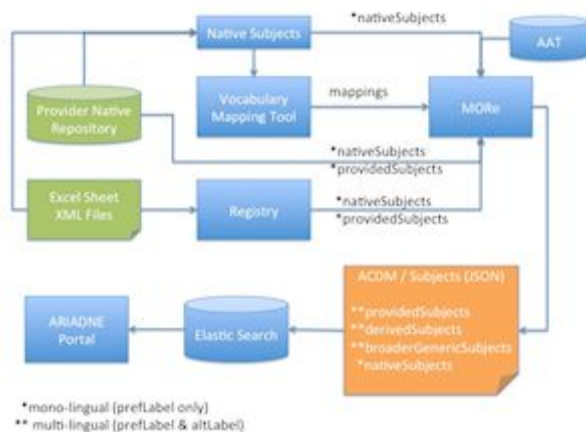 Native Subjects
*nativeSubjects
AAT
Provider Native
Repository
Vocabulary
Mapping Tool
mappings
MORe
*nativeSubjects
*providedSubjects
Excel Sheet
XML Files
Registry
*nativeSubjects
*providedSubjects
ACDM / Subjects (JSON)
**providedSubjects
**derivedSubjects
**broaderGenericSubjects
*nativeSubjects
ARIADNE
Portal
Elastic Search
*mono-lingual (prefLabel only)
** multi-lingual (prefLabel & altLabel)